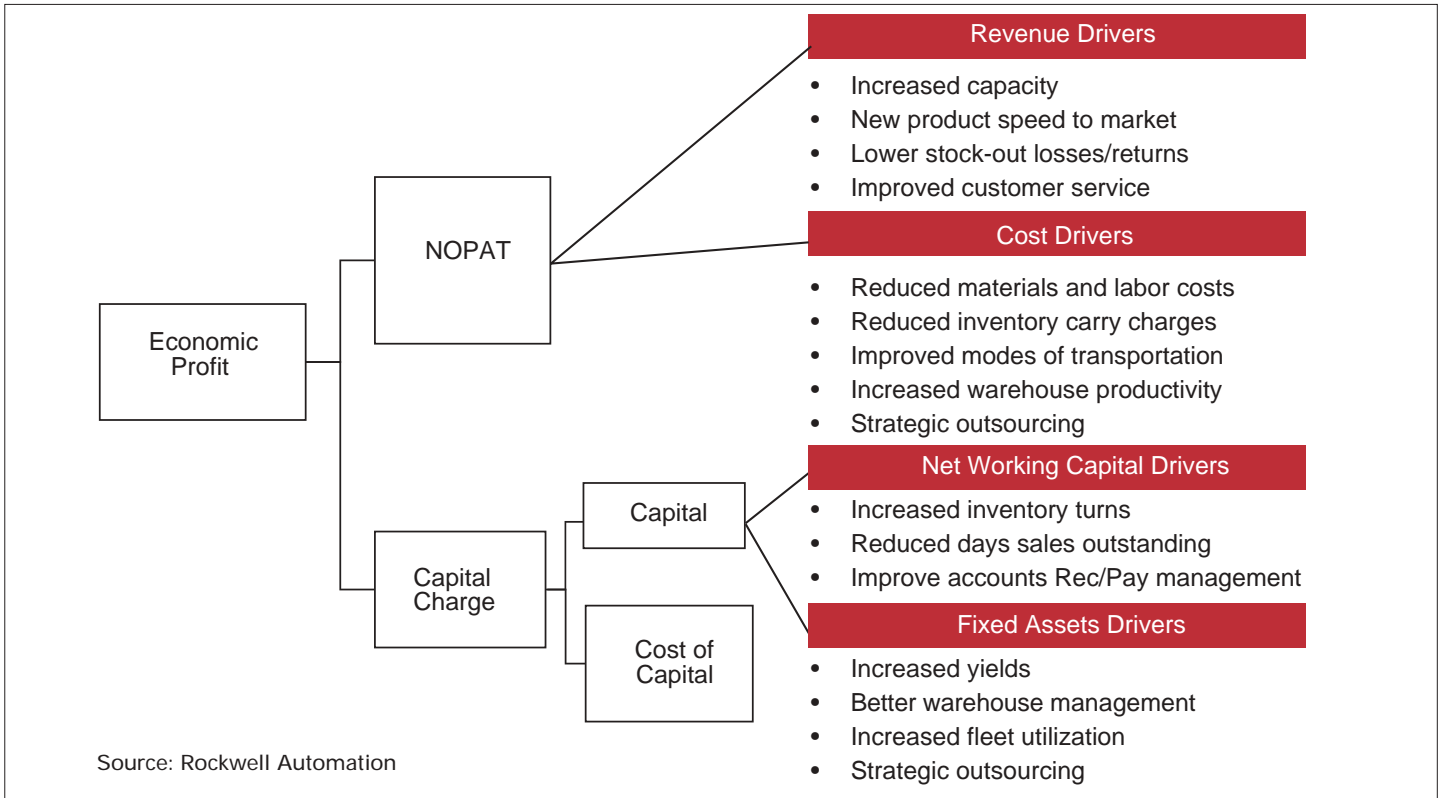 Economic
Profit
NOPAT
Capital
Charge
Capital
Cost of
Capital
Revenue Drivers
• Increased capacity
• New product speed to market
• Lower stock-out losses/returns
• Improved customer service
Cost Drivers
• Reduced materials and labor costs
• Reduced inventory carry charges
• Improved modes of transportation
• Increased warehouse productivity
• Strategic outsourcing
Net Working Capital Drivers
• Increased inventory turns
• Reduced days sales outstanding
• Improve accounts Rec/Pay management
Fixed Assets Drivers
• Increased yields
• Better warehouse management
• Increased fleet utilization
• Strategic outsourcing
Source: Rockwell Automation